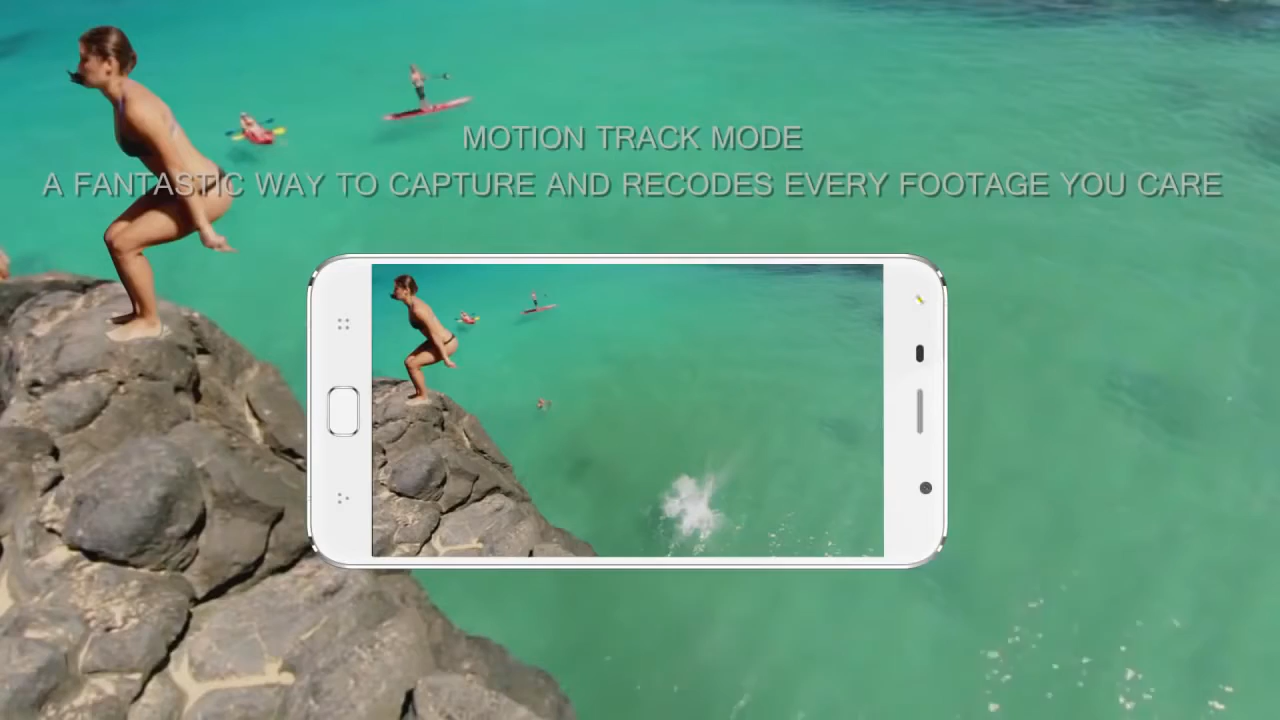 MOTION TRACK MODE
A FANTASTIC WAY TO CAPTURE AND RECODES EVERY FOOTAGE YOU CARE